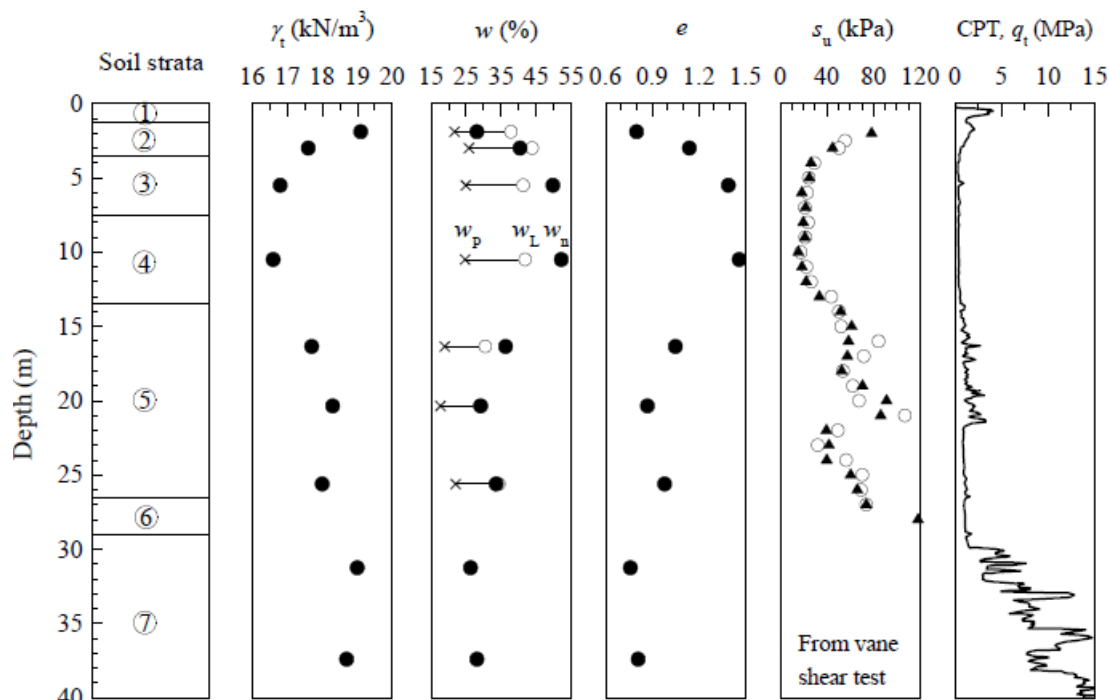 γt (kN/m³) w (%) e su (kPa) CPT, qt (MPa)
Soil strata
16 17 18 19 20 15 25 35 45 55 0.6 0.9 1.2 1.5 0 40 80 120 0 5 10 15
0
①
②
③
5
wp wL wn
④
10
15
Depth (m)
⑤
20
25
⑥
30
⑦
35
From vane
shear test
40